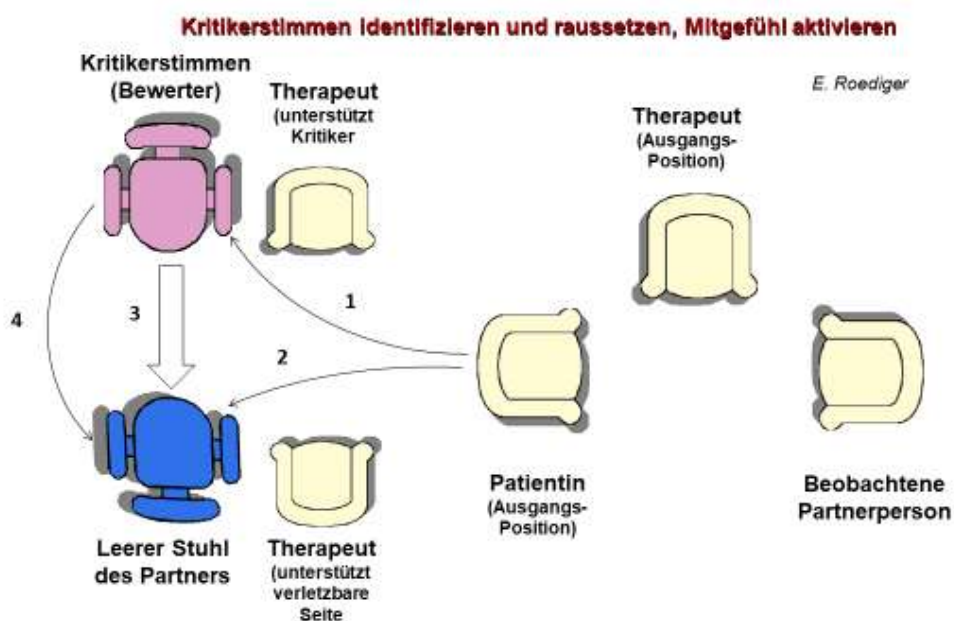 Kritikerstimmen identifizieren und raussetzen, Mitgefühl aktivieren
Kritikerstimmen
(Bewerter)
Therapeut
(unterstützt
Kritiker
E. Roediger
Therapeut
(Ausgangs-
Position)
1
2
3
4
Leerer Stuhl
des Partners
Therapeut
(unterstützt
verletzbare
Seite
Patientin
(Ausgangs-
Position)
Beobachtene
Partnerperson